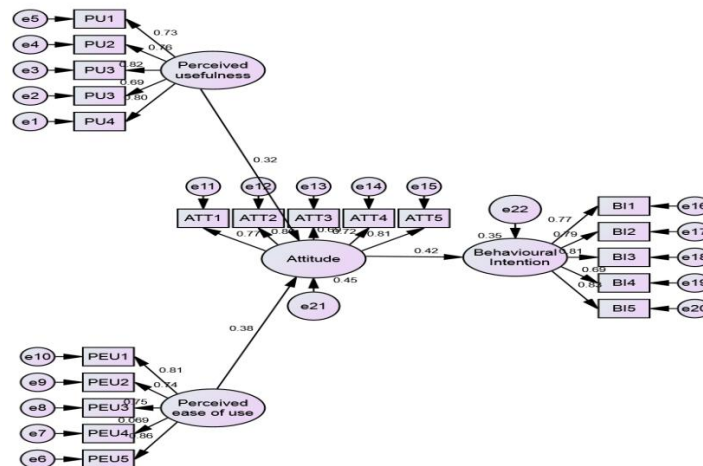 e5 PU1 0.73
e4 PU2 0.76
e3 PU3 0.82
e2 PU3 0.69
e1 PU4 0.80
Perceived
usefulness
0.32
e11 e12 e13 e14 e15
ATT1 ATT2 ATT3 ATT4 ATT5
0.72 0.81
Attitude
0.45
e21
0.42
e22
0.35
Behavioural
Intention
0.77 BI1 e16
0.79 BI2 e17
0.81 BI3 e18
0.69 BI4 e19
0.83 BI5 e20
0.38
e10 PEU1 0.81
e9 PEU2 0.74
e8 PEU3 0.75
e7 PEU4 0.069
e6 PEU5 0.86
Perceived
ease of use